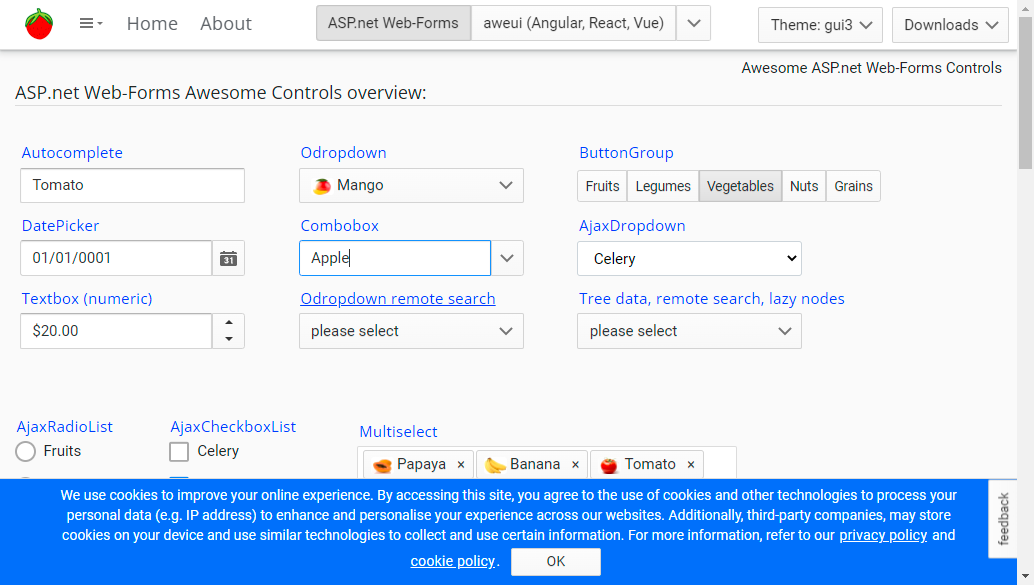 Home About ASP.net Web-Forms aweui (Angular, React, Vue) Theme: gui3 Downloads
Awesome ASP.net Web-Forms Controls
ASP.net Web-Forms Awesome Controls overview:
Autocomplete Odropdown ButtonGroup
Tomato Mango Fruits Legumes Vegetables Nuts Grains
DatePicker Combobox AjaxDropdown
01/01/0001 31 Apple Celery
Textbox (numeric) Odropdown remote search Tree data, remote search, lazy nodes
$20.00 please select please select
AjaxRadioList AjaxCheckboxList Multiselect
Fruits Celery Papaya × Banana × Tomato ×
We use cookies to improve your online experience. By accessing this site, you agree to the use of cookies and other technologies to process your
personal data (e.g. IP address) to enhance and personalise your experience across our websites. Additionally, third-party companies, may store
cookies on your device and use similar technologies to collect and use certain information. For more information, refer to our privacy policy and
cookie policy. OK
feedback